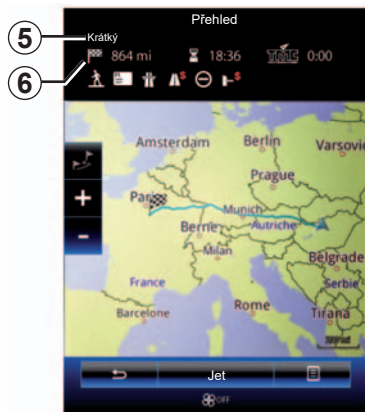 Přehled
5
Krátký
6
864 mi
18:36
TMC
0:00
$
$
Amsterdam
Berlin
Varsovie
Prague
Paris
Munich
Berne
Autriche
Milan
Belgrade
France
Serbie
Rome
Barcelone
Tirana
+
-
Jet
OFF